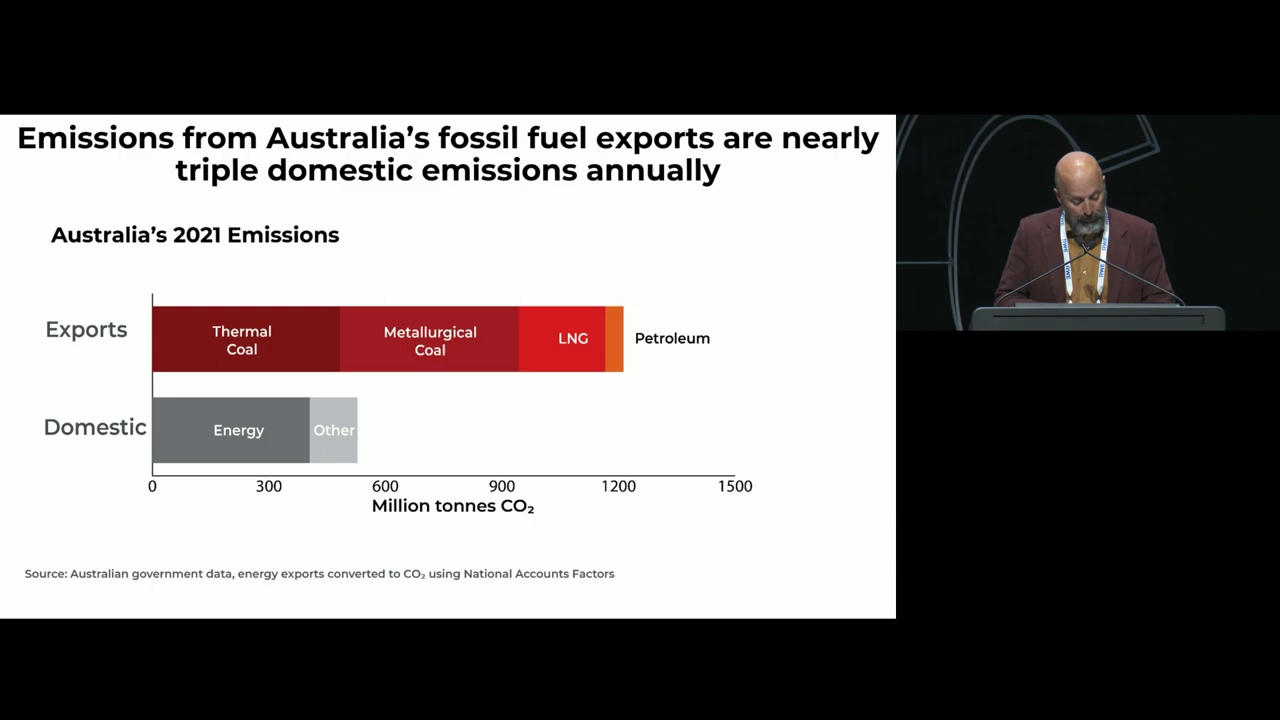 Emissions from Australia’s fossil fuel exports are nearly
triple domestic emissions annually
Australia’s 2021 Emissions
Exports
Thermal
Coal
Metallurgical
Coal
LNG
Petroleum
Domestic
Energy
Other
0 300 600 900 1200 1500
Million tonnes CO₂
Source: Australian government data, energy exports converted to CO₂ using National Accounts Factors